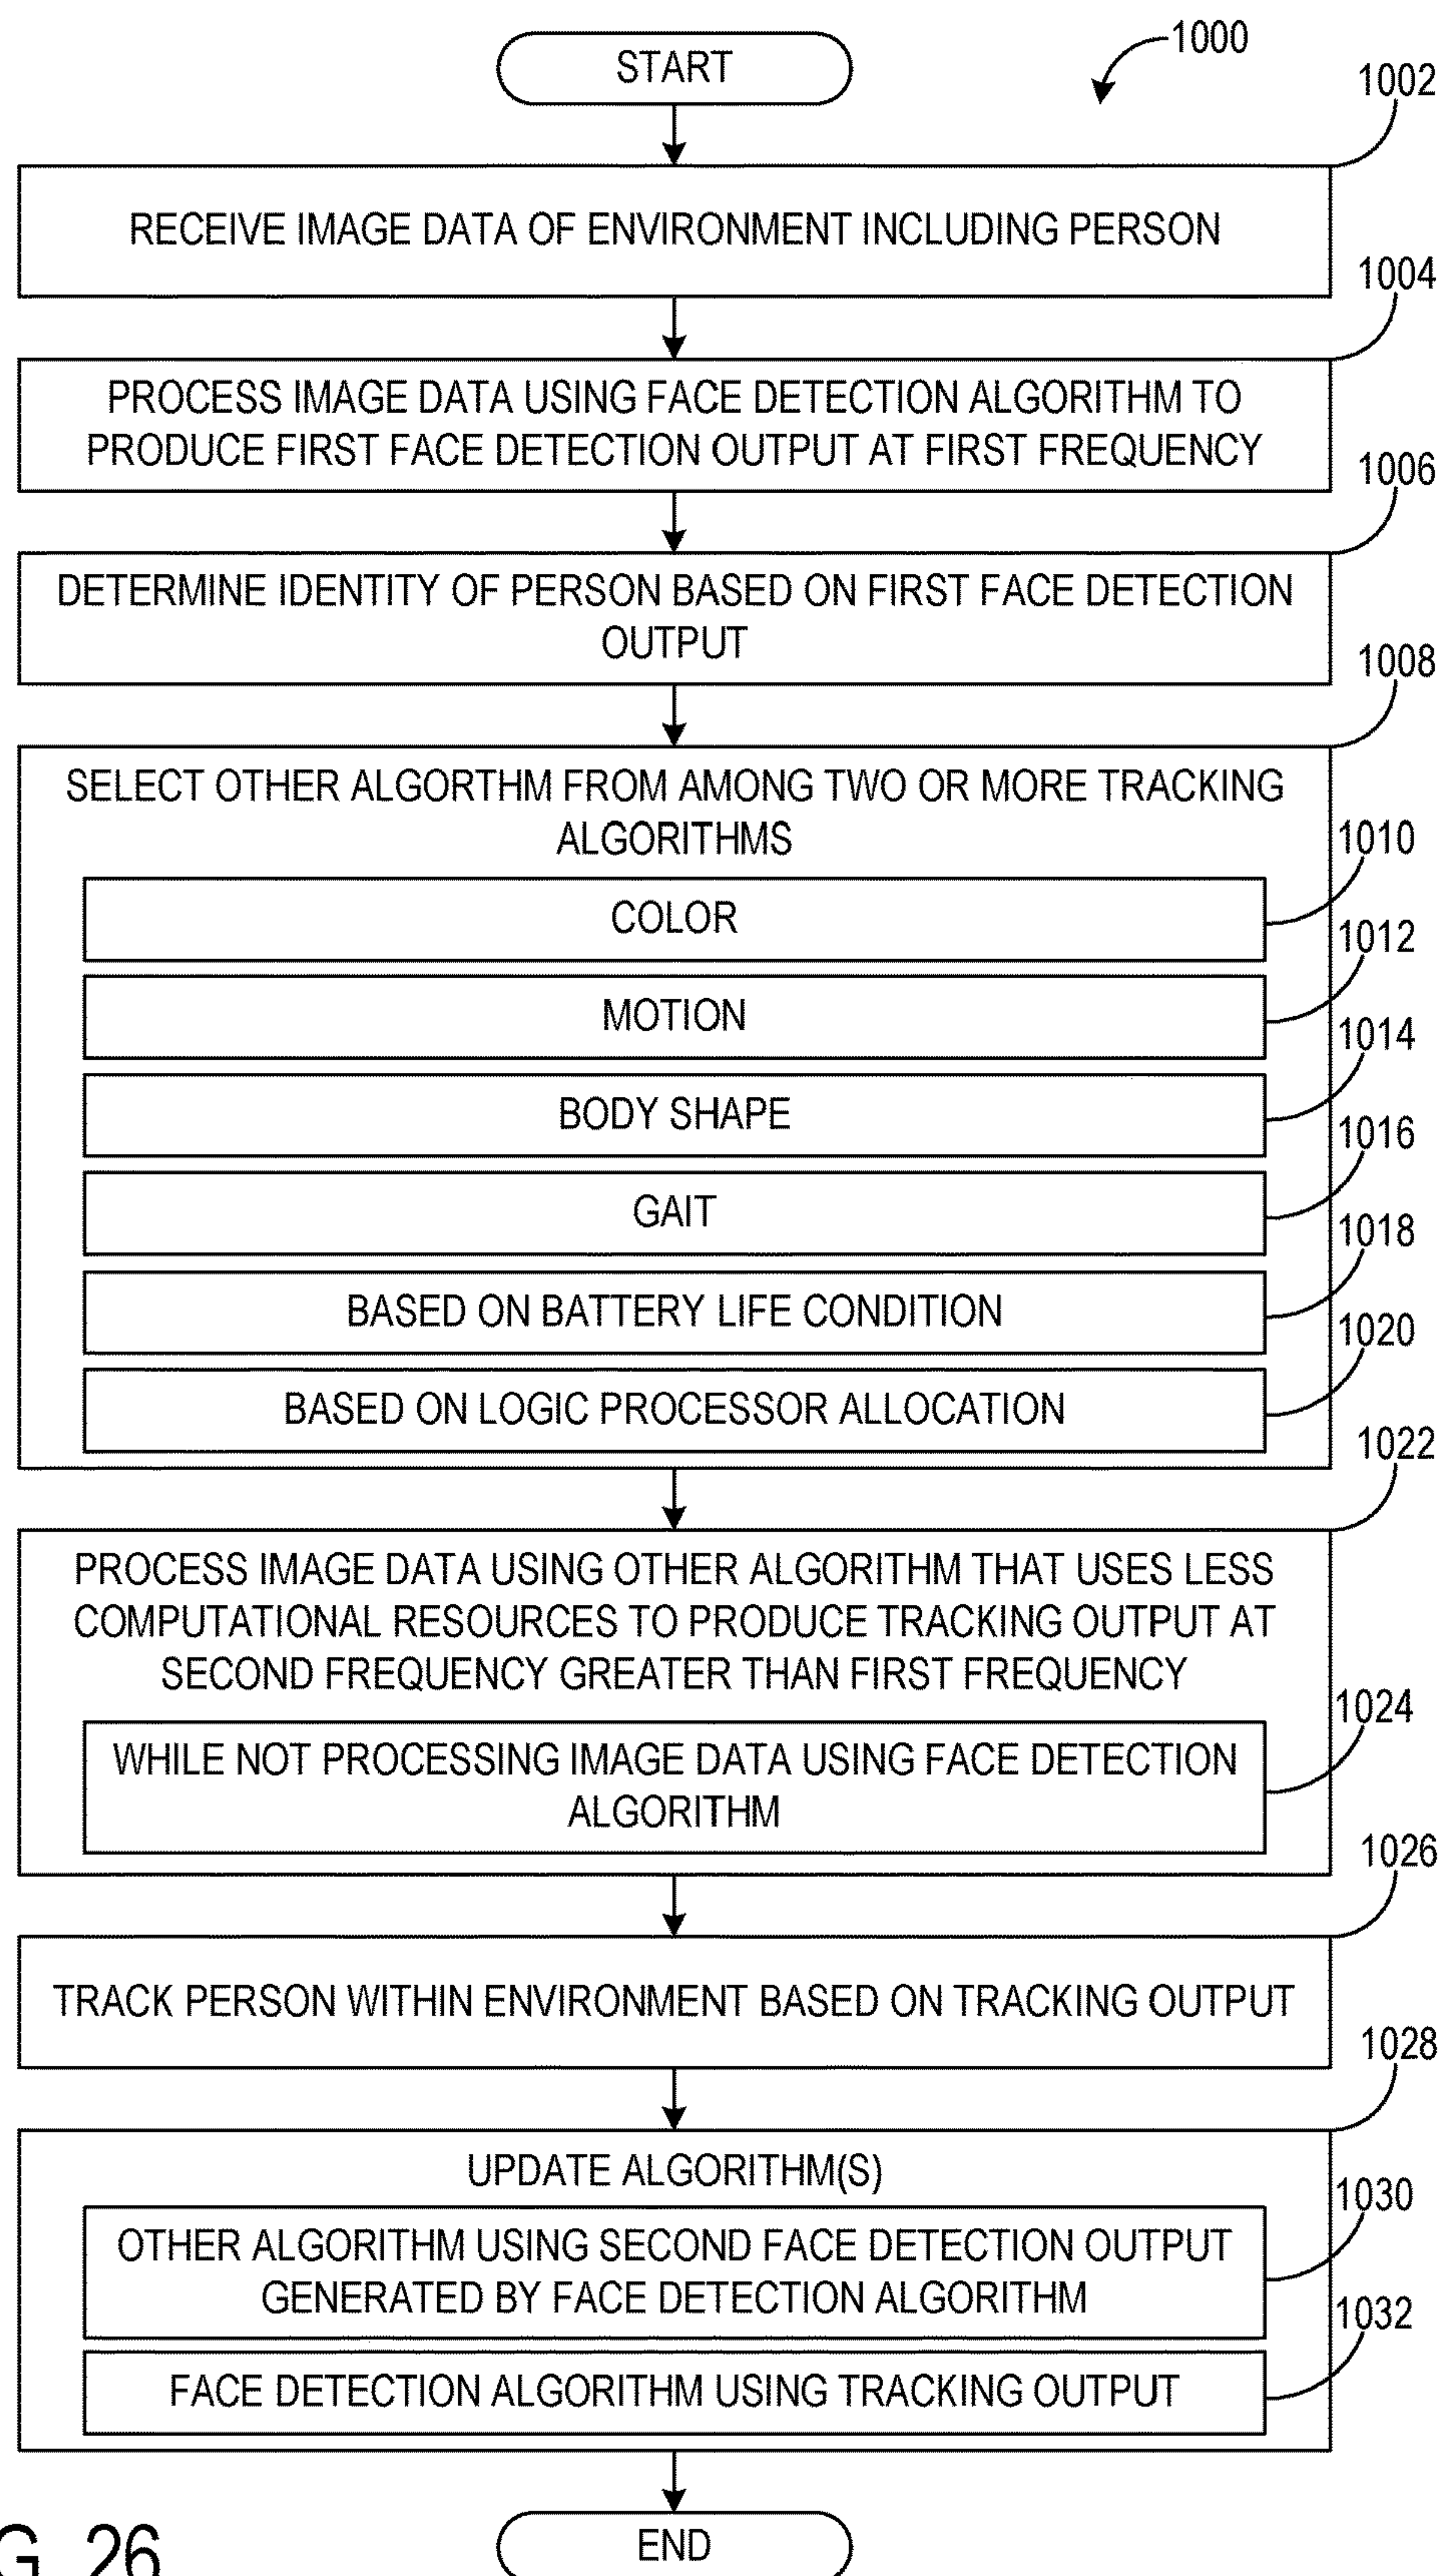 START
1000
1002
RECEIVE IMAGE DATA OF ENVIRONMENT INCLUDING PERSON
1004
PROCESS IMAGE DATA USING FACE DETECTION ALGORITHM TO
PRODUCE FIRST FACE DETECTION OUTPUT AT FIRST FREQUENCY
1006
DETERMINE IDENTITY OF PERSON BASED ON FIRST FACE DETECTION
OUTPUT
1008
SELECT OTHER ALGORTHM FROM AMONG TWO OR MORE TRACKING
ALGORITHMS
1010
COLOR
1012
MOTION
1014
BODY SHAPE
1016
GAIT
1018
BASED ON BATTERY LIFE CONDITION
1020
BASED ON LOGIC PROCESSOR ALLOCATION
1022
PROCESS IMAGE DATA USING OTHER ALGORITHM THAT USES LESS
COMPUTATIONAL RESOURCES TO PRODUCE TRACKING OUTPUT AT
SECOND FREQUENCY GREATER THAN FIRST FREQUENCY
1024
WHILE NOT PROCESSING IMAGE DATA USING FACE DETECTION
ALGORITHM
1026
TRACK PERSON WITHIN ENVIRONMENT BASED ON TRACKING OUTPUT
1028
UPDATE ALGORITHM(S)
1030
OTHER ALGORITHM USING SECOND FACE DETECTION OUTPUT
GENERATED BY FACE DETECTION ALGORITHM
1032
FACE DETECTION ALGORITHM USING TRACKING OUTPUT
END
G. 26